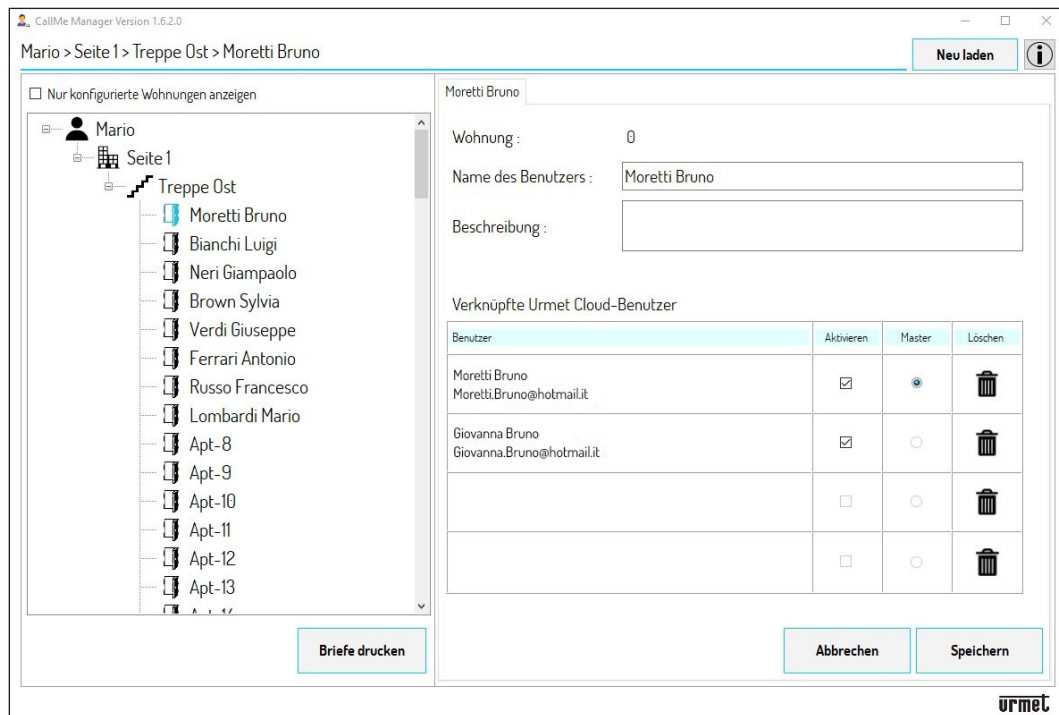 CallMe Manager Version 1.6.2.0
Mario > Seite 1 > Treppe Ost > Moretti Bruno
Neu laden
Nur konfigurierte Wohnungen anzeigen
Mario
Seite 1
Treppe Ost
Moretti Bruno
Bianchi Luigi
Neri Giampaolo
Brown Sylvia
Verdi Giuseppe
Ferrari Antonio
Russo Francesco
Lombardi Mario
Apt-8
Apt-9
Apt-10
Apt-11
Apt-12
Apt-13
Briefe drucken
Moretti Bruno
Wohnung : 0
Name des Benutzers : Moretti Bruno
Beschreibung :
Verknüpfte Urmet Cloud-Benutzer
Benutzer Aktivieren Master Löschen
Moretti Bruno
Moretti.Bruno@hotmail.it
Giovanna Bruno
Giovanna.Bruno@hotmail.it
Abbrechen Speichern
urmet